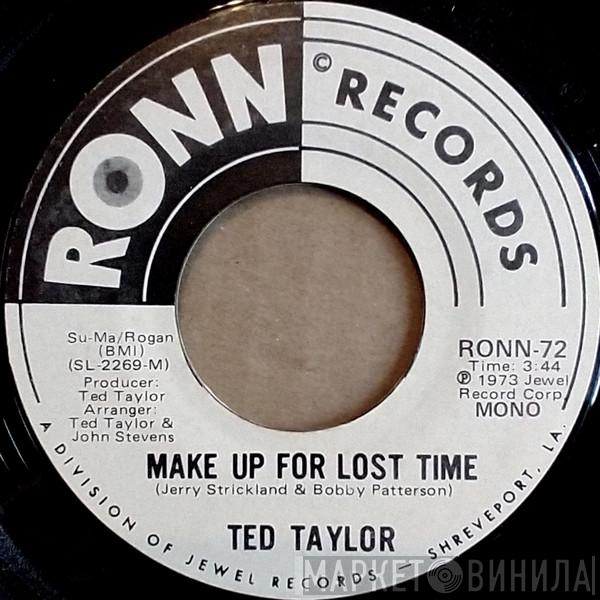 RONN
© RECORDS
Su-Ma/Rogan
(BMI)
(SL-2269-M)
Producer:
Ted Taylor
Arranger:
Ted Taylor &
John Stevens
RONN-72
Time: 3:44
℗ 1973 Jewel
Record Corp.
MONO
MAKE UP FOR LOST TIME
(Jerry Strickland & Bobby Patterson)
TED TAYLOR
A DIVISION OF JEWEL RECORDS — SHREVEPORT, LA.
МАРКЕТ ВИНИЛА